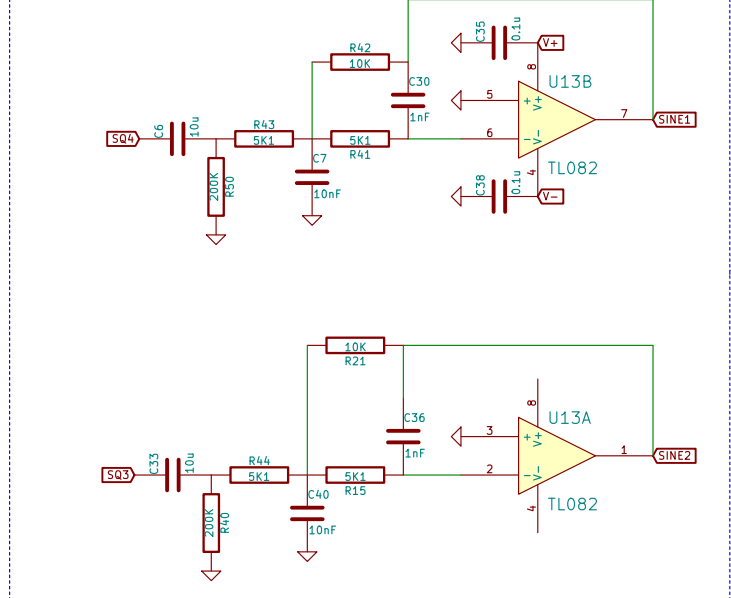 R42
10K
C35
0.1u
V+
8
U13B
C30
1nF
5
+
V+
7
SINE1
SQ4
C6
10u
R43
5K1
5K1
R41
6
−
V-
C7
10nF
200K
R50
4
TL082
C38
0.1u
V-
10K
R21
8
U13A
C36
1nF
3
+
V+
1
SINE2
SQ3
C33
10u
R44
5K1
5K1
R15
2
−
V-
C40
10nF
200K
R40
4
TL082